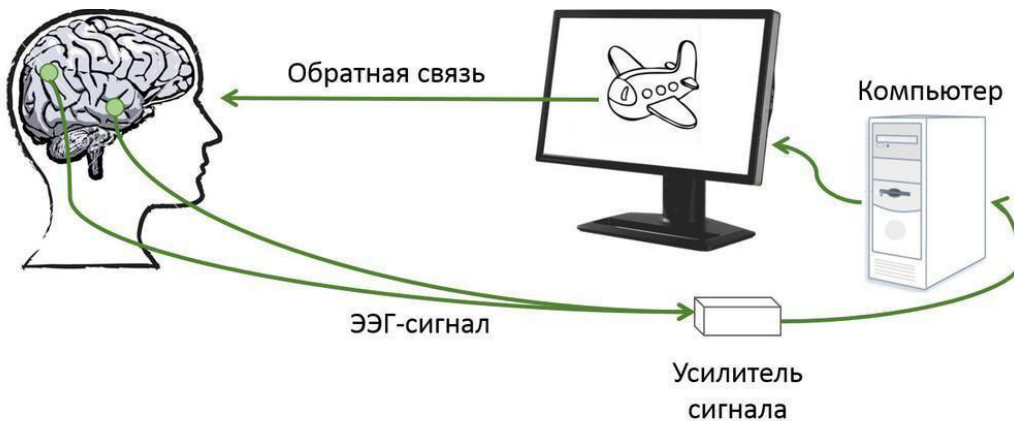 Обратная связь
Компьютер
ЭЭГ-сигнал
Усилитель
сигнала